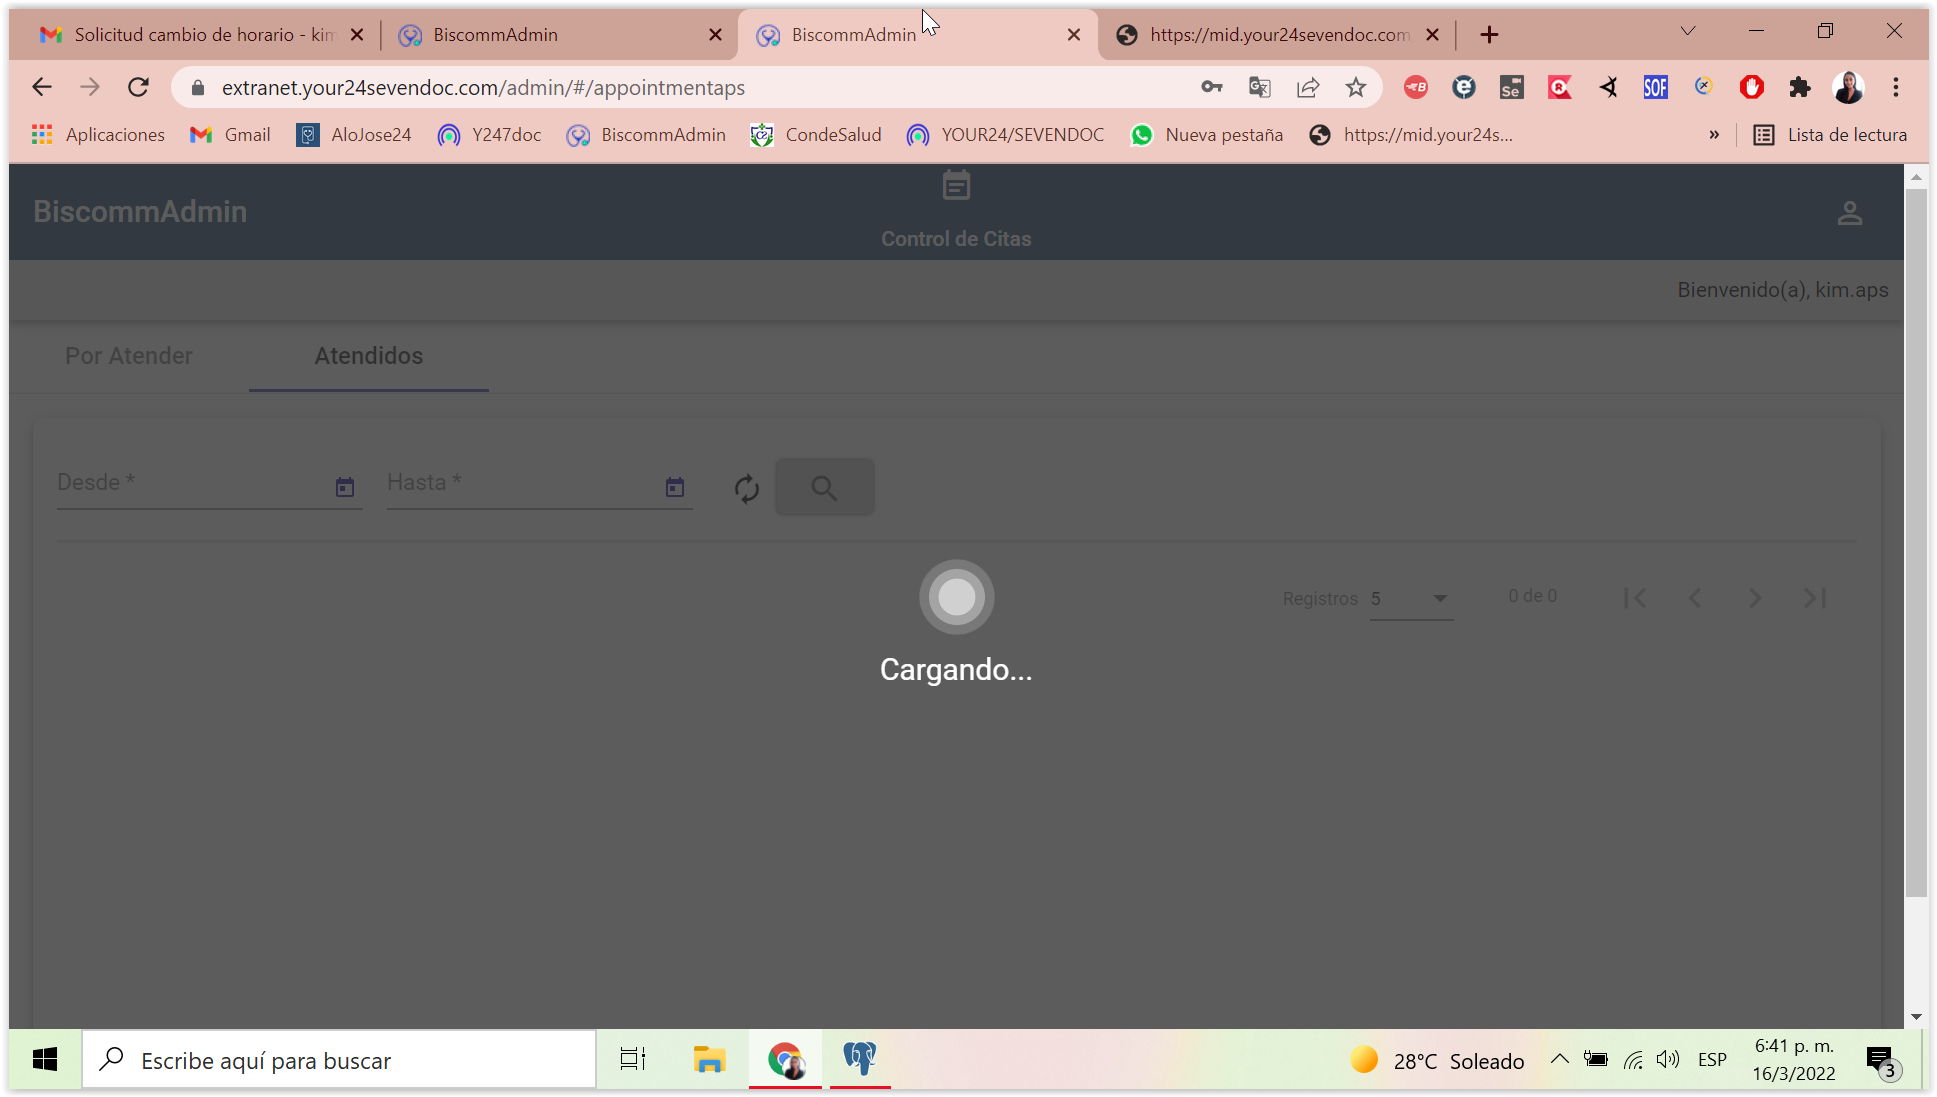 Solicitud cambio de horario - kim
BiscommAdmin
BiscommAdmin
https://mid.your24sevendoc.com
extranet.your24sevendoc.com/admin/#/appointmentaps
Se
SOF
Aplicaciones
Gmail
AloJose24
Y247doc
BiscommAdmin
CondeSalud
YOUR24/SEVENDOC
Nueva pestaña
https://mid.your24s...
»
Lista de lectura
BiscommAdmin
Control de Citas
Bienvenido(a), kim.aps
Por Atender
Atendidos
Desde *
Hasta *
Registros 5
0 de 0
Cargando...
Escribe aquí para buscar
28°C Soleado
ESP
6:41 p. m.
16/3/2022
3